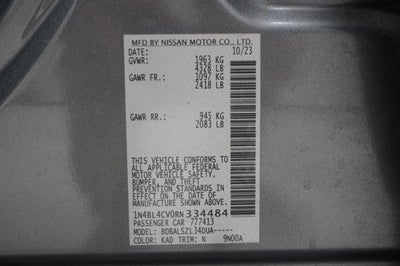 MFD BY NISSAN MOTOR CO., LTD.
DATE: 10/23
GVWR: 1963 KG
4328 LB
GAWR FR.: 1097 KG
2418 LB
GAWR RR.: 945 KG
2083 LB
THIS VEHICLE CONFORMS TO
ALL APPLICABLE FEDERAL
MOTOR VEHICLE SAFETY,
BUMPER, AND THEFT
PREVENTION STANDARDS IN
EFFECT ON THE DATE OF
MANUFACTURE SHOWN ABOVE.
1N4BL4CV0RN334484
PASSENGER CAR 777413
MODEL: BDBALSZL34DUA-----
COLOR: KAD TRIM: N 9N00A